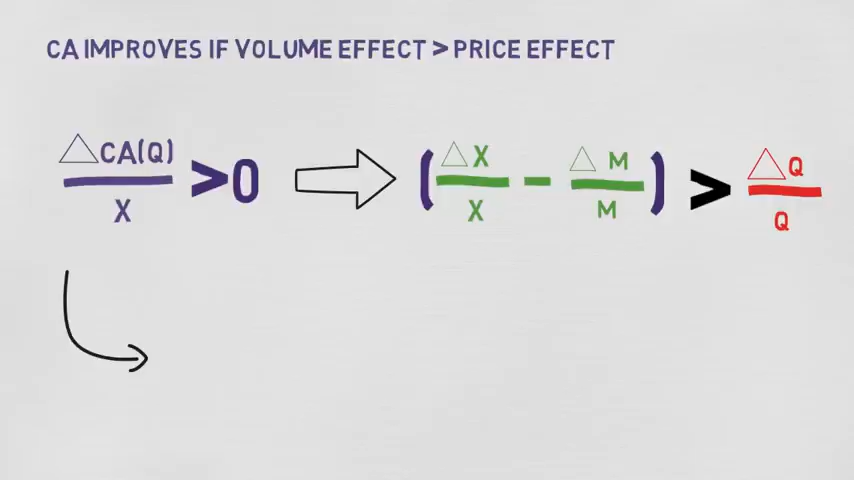 CA IMPROVES IF VOLUME EFFECT > PRICE EFFECT
△CA(Q)/X >0 ⇒ (△X/X - △M/M) > △Q/Q